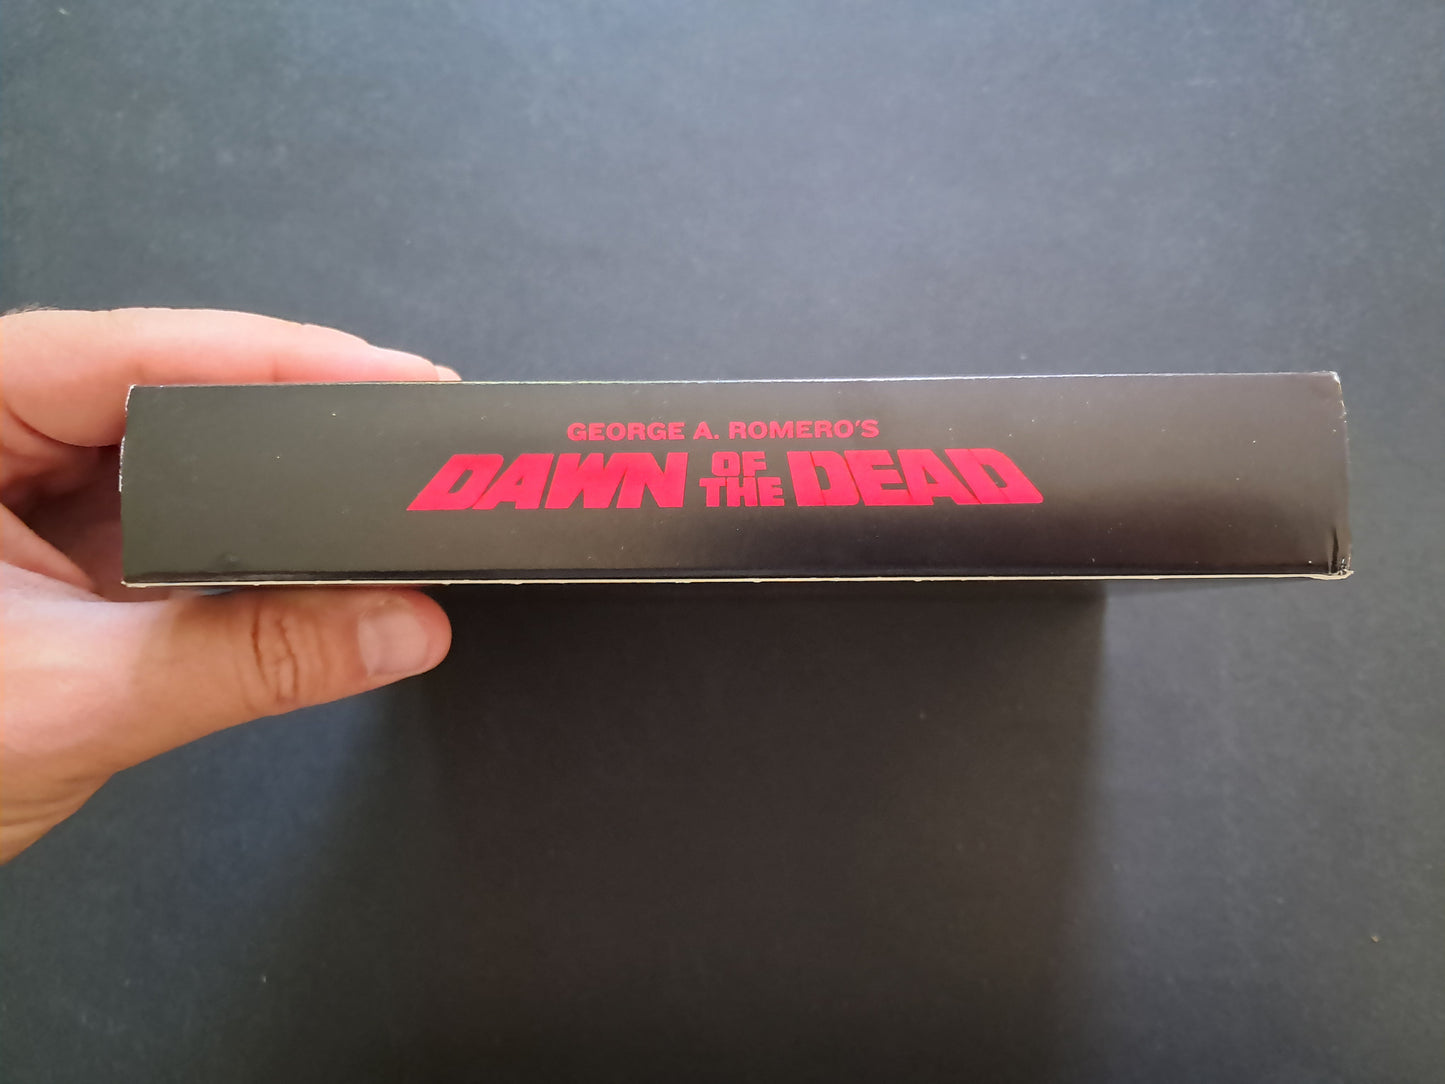 GEORGE A. ROMERO'S
DAWN OF THE DEAD